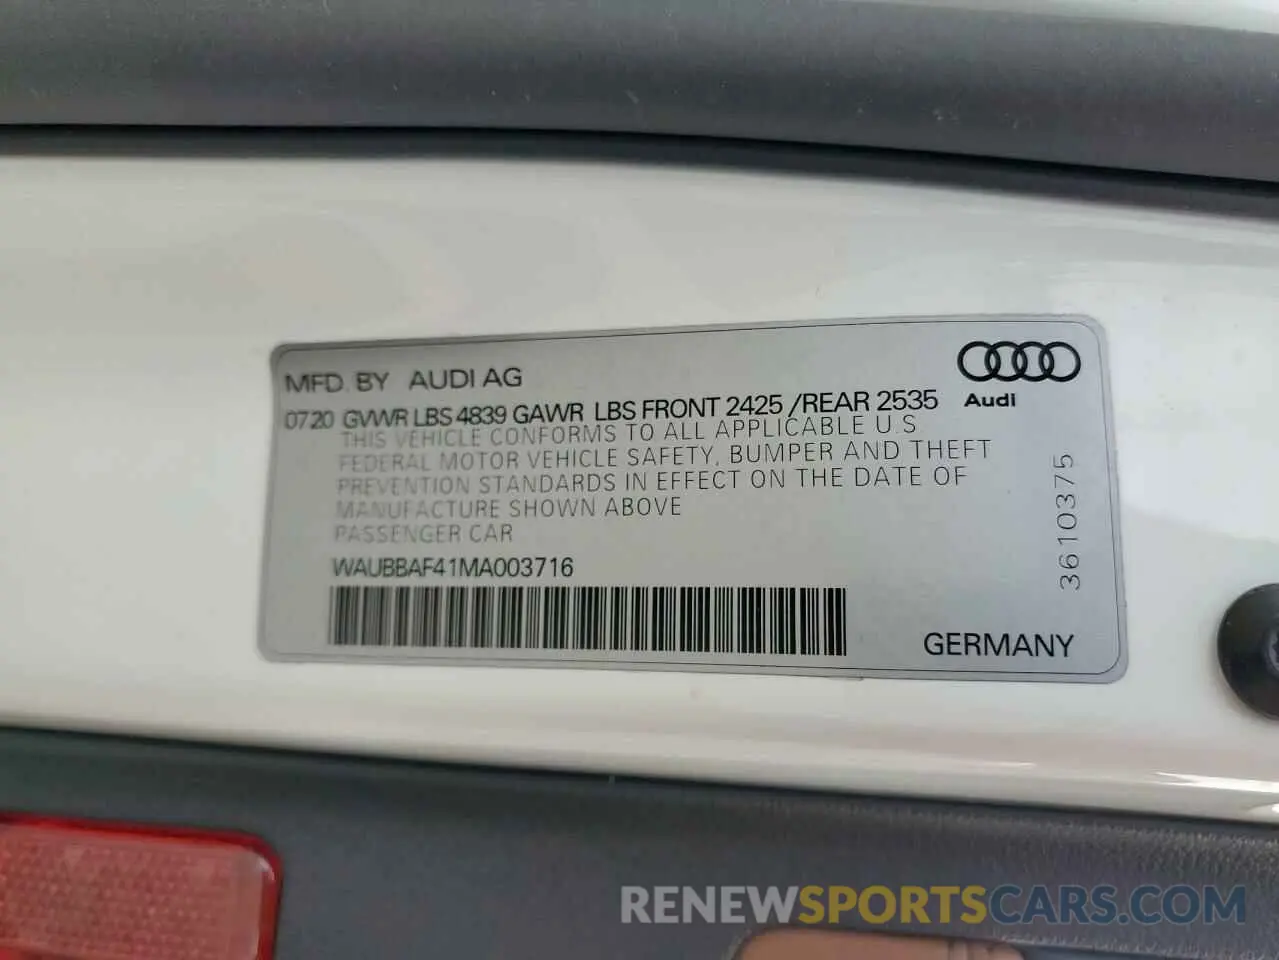 MFD. BY AUDI AG
07 20 GVWR LBS 4839 GAWR LBS FRONT 2425 /REAR 2535
Audi
THIS VEHICLE CONFORMS TO ALL APPLICABLE U.S
FEDERAL MOTOR VEHICLE SAFETY, BUMPER AND THEFT
PREVENTION STANDARDS IN EFFECT ON THE DATE OF
MANUFACTURE SHOWN ABOVE
PASSENGER CAR
WAUBBAF41MA003716
3610375
GERMANY
RENEWSPORTSCARS.COM